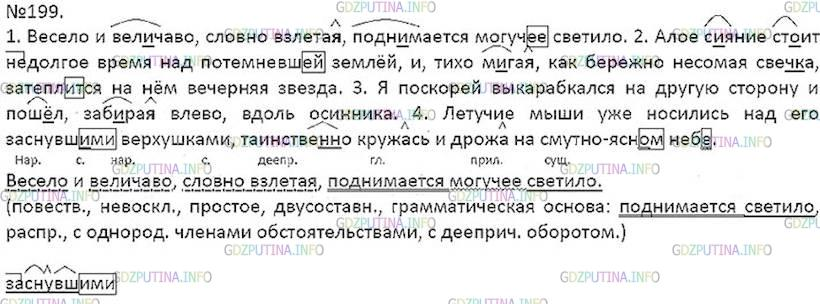 №199.
1. Весело и величаво, словно взлетая, поднимается могучее светило. 2. Алое сияние стоит
недолгое время над потемневшей землёй, и, тихо мигая, как бережно несомая свечка,
затеплится на нём вечерняя звезда. 3. Я поскорей выкарабкался на другую сторону и
пошёл, забирая влево, вдоль осинника. 4. Летучие мыши уже носились над его
заснувшими верхушками, таинственно кружась и дрожа на смутно-ясном небе.
Нар. с. нар. с. деепр. гл. прил. сущ.
Весело и величаво, словно взлетая, поднимается могучее светило.
(повеств., невоскл., простое, двусоставн., грамматическая основа: поднимается светило,
распр., с однород. членами обстоятельствами, с дееприч. оборотом.)
заснувшими
GDZPUTINA.INFO